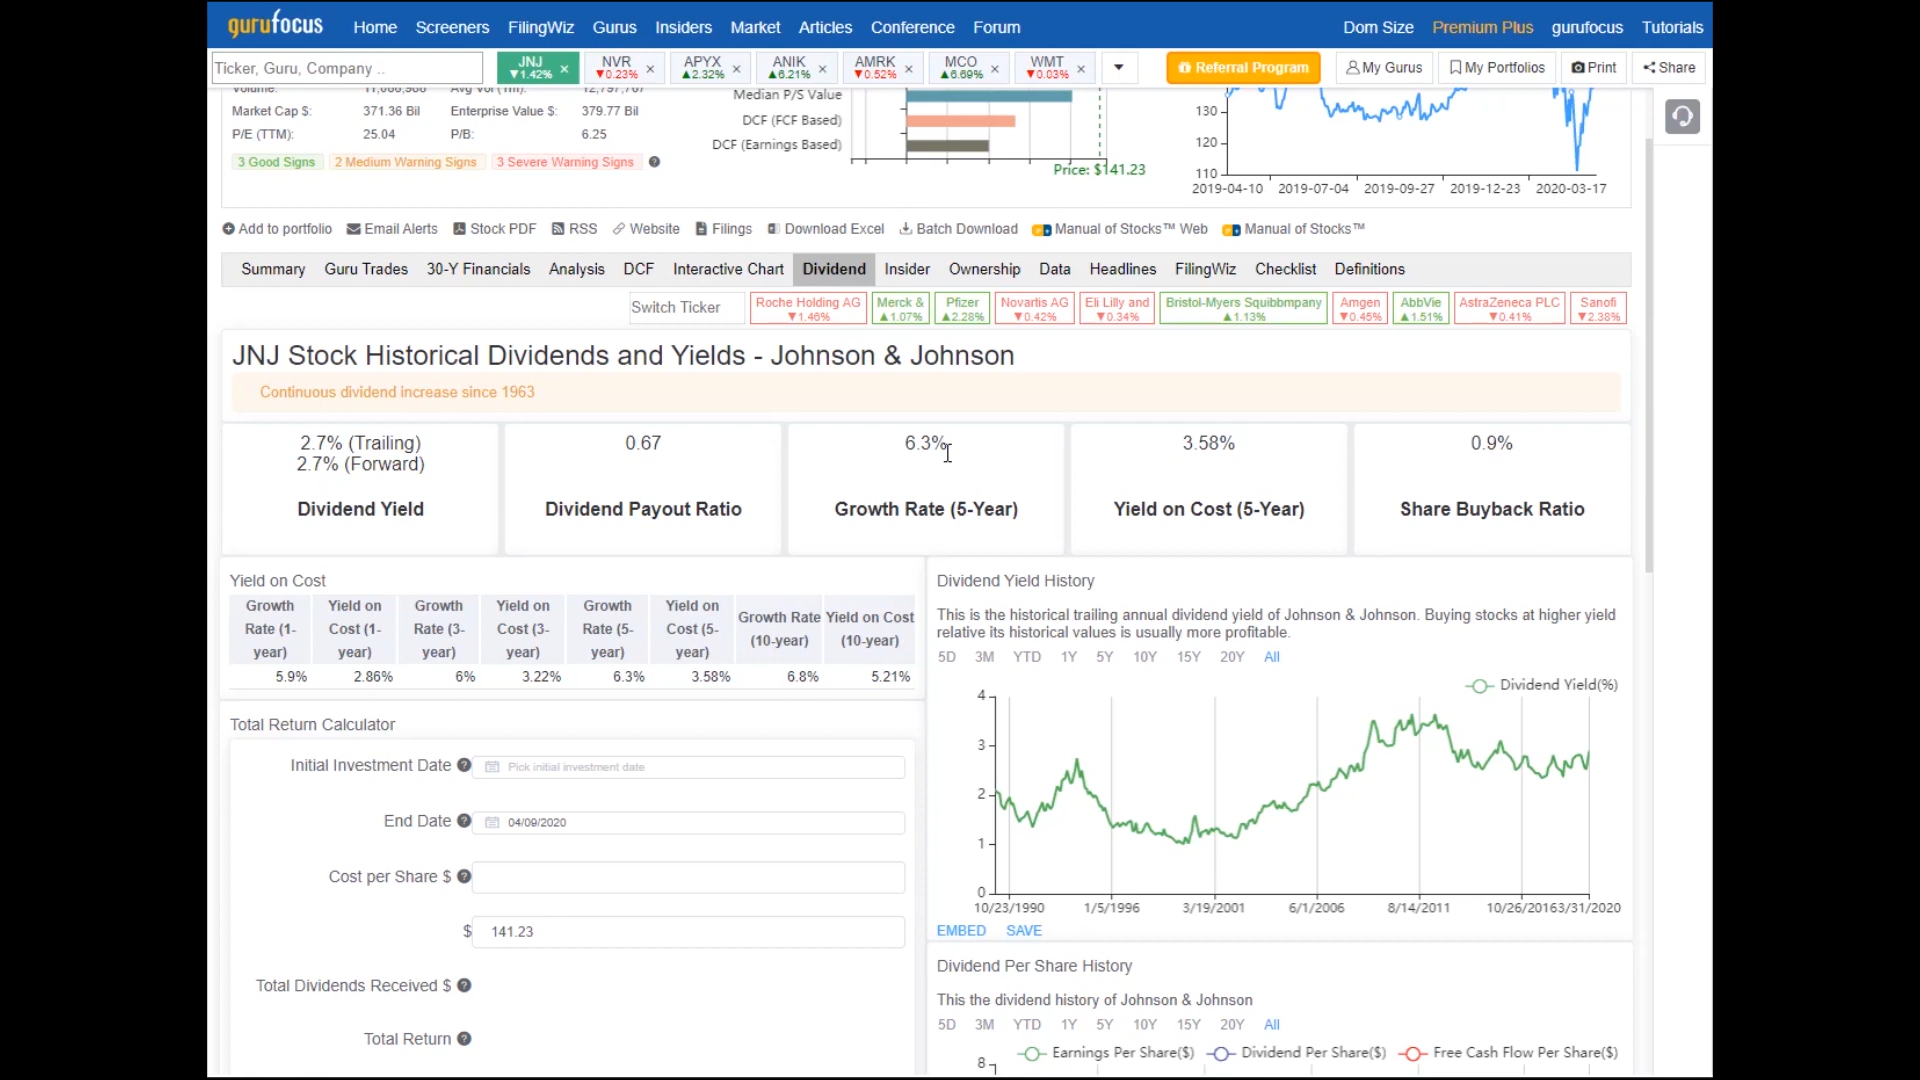 gurufocus Home Screeners FilingWiz Gurus Insiders Market Articles Conference Forum Dom Size Premium Plus gurufocus Tutorials
Ticker, Guru, Company ..
JNJ ▼1.42% ×
NVR ▼0.23% ×
APYX ▲2.32% ×
ANIK ▲6.21% ×
AMRK ▼0.52% ×
MCO ▲6.69% ×
WMT ▼0.03% ×
Referral Program
My Gurus
My Portfolios
Print
Share
Volume: Avg Vol (1m): 12,797,767
Market Cap $: 371.36 Bil Enterprise Value $: 379.77 Bil
P/E (TTM): 25.04 P/B: 6.25
3 Good Signs 2 Medium Warning Signs 3 Severe Warning Signs ?
Median P/S Value
DCF (FCF Based)
DCF (Earnings Based)
Price: $141.23
130
120
110
2019-04-10 2019-07-04 2019-09-27 2019-12-23 2020-03-17
Add to portfolio Email Alerts Stock PDF RSS Website Filings Download Excel Batch Download Manual of Stocks™ Web Manual of Stocks™
Summary Guru Trades 30-Y Financials Analysis DCF Interactive Chart Dividend Insider Ownership Data Headlines FilingWiz Checklist Definitions
Switch Ticker
Roche Holding AG ▼1.46%
Merck & ▲1.07%
Pfizer ▲2.28%
Novartis AG ▼0.42%
Eli Lilly and ▼0.34%
Bristol-Myers Squibbmpany ▲1.13%
Amgen ▼0.45%
AbbVie ▲1.51%
AstraZeneca PLC ▼0.41%
Sanofi ▼2.38%
JNJ Stock Historical Dividends and Yields - Johnson & Johnson
Continuous dividend increase since 1963
2.7% (Trailing)
2.7% (Forward)
Dividend Yield
0.67
Dividend Payout Ratio
6.3%
Growth Rate (5-Year)
3.58%
Yield on Cost (5-Year)
0.9%
Share Buyback Ratio
Yield on Cost
Growth Rate (1-year) Yield on Cost (1-year) Growth Rate (3-year) Yield on Cost (3-year) Growth Rate (5-year) Yield on Cost (5-year) Growth Rate (10-year) Yield on Cost (10-year)
5.9% 2.86% 6% 3.22% 6.3% 3.58% 6.8% 5.21%
Total Return Calculator
Initial Investment Date ? Pick initial investment date
End Date ? 04/09/2020
Cost per Share $ ?
$ 141.23
Total Dividends Received $ ?
Total Return ?
Dividend Yield History
This is the historical trailing annual dividend yield of Johnson & Johnson. Buying stocks at higher yield
relative its historical values is usually more profitable.
5D 3M YTD 1Y 5Y 10Y 15Y 20Y All
Dividend Yield(%)
4
3
2
1
0
10/23/1990 1/5/1996 3/19/2001 6/1/2006 8/14/2011 10/26/2016 3/31/2020
EMBED SAVE
Dividend Per Share History
This the dividend history of Johnson & Johnson
5D 3M YTD 1Y 5Y 10Y 15Y 20Y All
Earnings Per Share($) Dividend Per Share($) Free Cash Flow Per Share($)
8